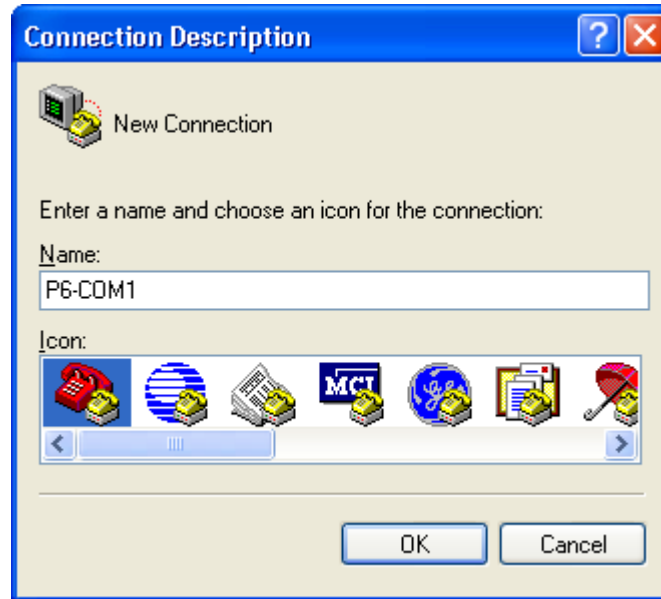 Connection Description
New Connection
Enter a name and choose an icon for the connection:
Name:
P6-COM1
Icon:
MCI
OK Cancel